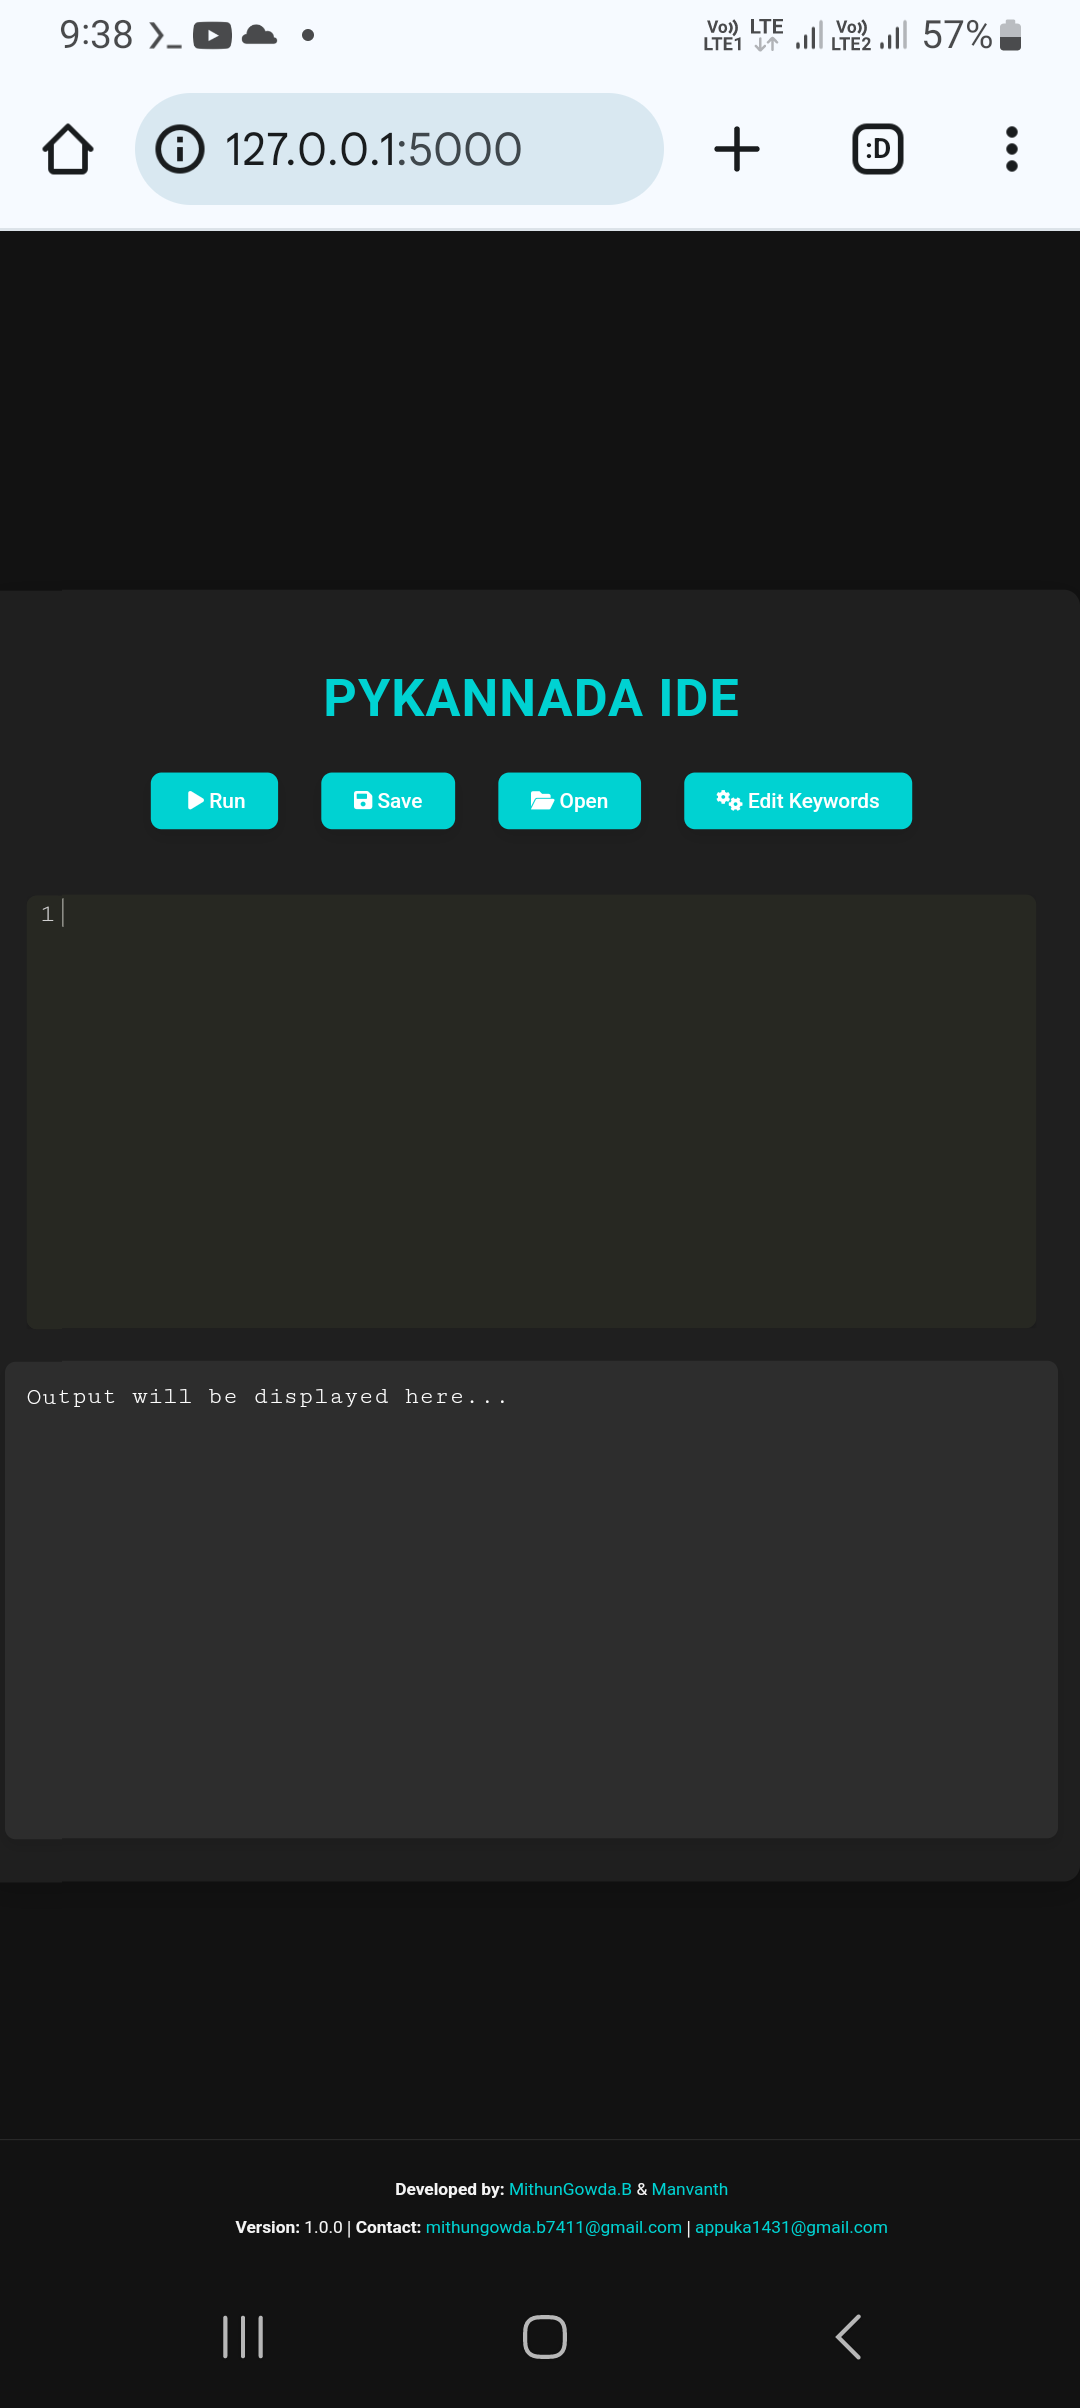 9:38 Vo)) LTE1 LTE Vo)) LTE2 57%
127.0.0.1:5000 :D
PYKANNADA IDE
Run Save Open Edit Keywords
1
Output will be displayed here...
Developed by: MithunGowda.B & Manvanth
Version: 1.0.0 | Contact: mithungowda.b7411@gmail.com | appuka1431@gmail.com